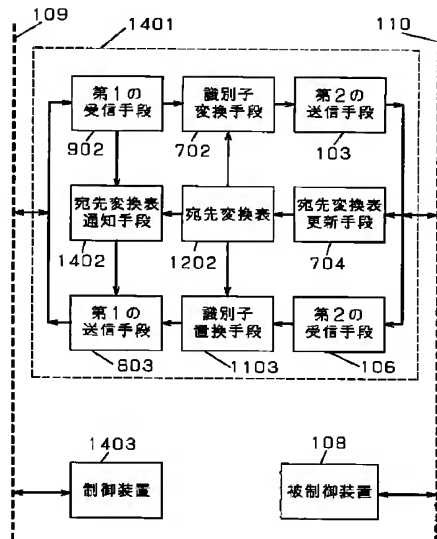 109
1401
110
第1の
受信手段
902
識別子
変換手段
702
第2の
送信手段
103
宛先変換表
通知手段
1402
宛先変換表
1202
宛先変換表
更新手段
704
第1の
送信手段
803
識別子
置換手段
1103
第2の
受信手段
106
1403
制御装置
108
被制御装置